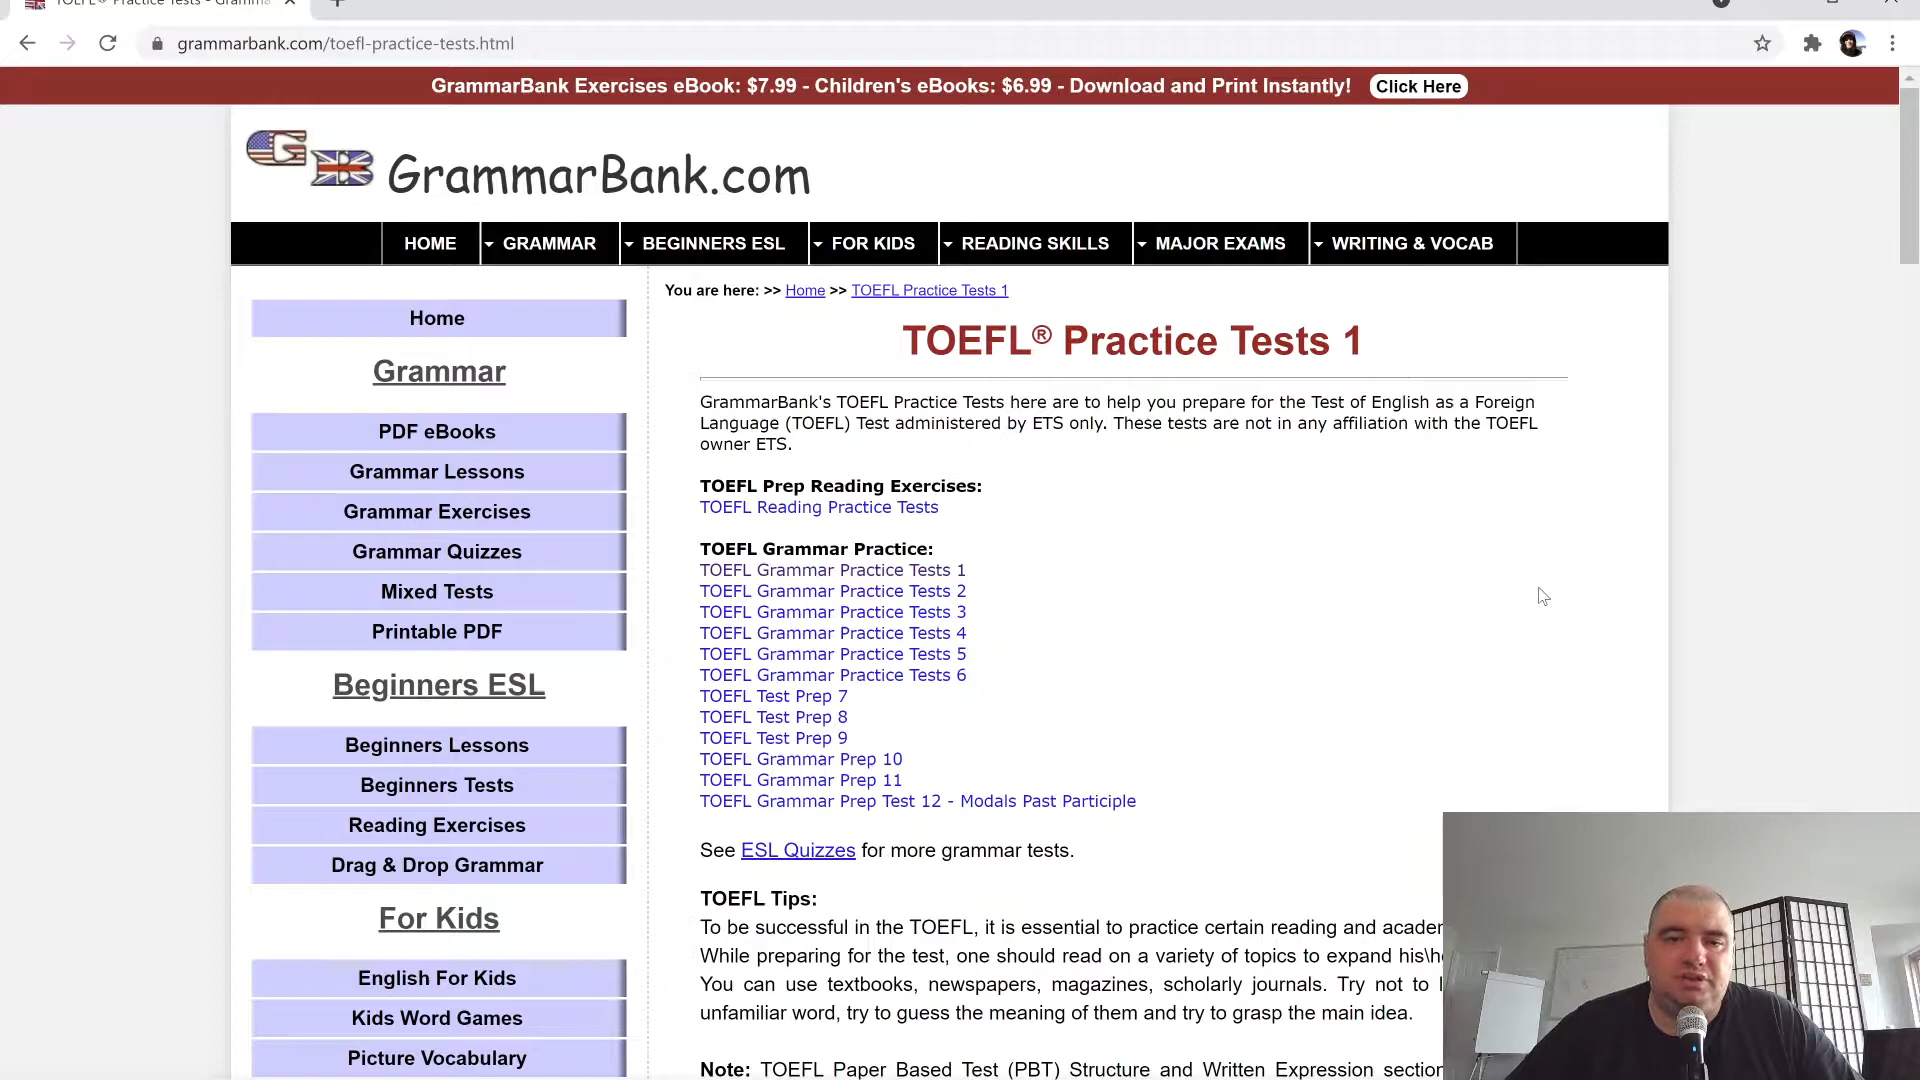 TOEFL® Practice Tests - Gramma
grammarbank.com/toefl-practice-tests.html
GrammarBank Exercises eBook: $7.99 - Children's eBooks: $6.99 - Download and Print Instantly! Click Here
GB GrammarBank.com
HOME GRAMMAR BEGINNERS ESL FOR KIDS READING SKILLS MAJOR EXAMS WRITING & VOCAB
Home
Grammar
PDF eBooks
Grammar Lessons
Grammar Exercises
Grammar Quizzes
Mixed Tests
Printable PDF
Beginners ESL
Beginners Lessons
Beginners Tests
Reading Exercises
Drag & Drop Grammar
For Kids
English For Kids
Kids Word Games
Picture Vocabulary
You are here: >> Home >> TOEFL Practice Tests 1
TOEFL® Practice Tests 1
GrammarBank's TOEFL Practice Tests here are to help you prepare for the Test of English as a Foreign
Language (TOEFL) Test administered by ETS only. These tests are not in any affiliation with the TOEFL
owner ETS.
TOEFL Prep Reading Exercises:
TOEFL Reading Practice Tests
TOEFL Grammar Practice:
TOEFL Grammar Practice Tests 1
TOEFL Grammar Practice Tests 2
TOEFL Grammar Practice Tests 3
TOEFL Grammar Practice Tests 4
TOEFL Grammar Practice Tests 5
TOEFL Grammar Practice Tests 6
TOEFL Test Prep 7
TOEFL Test Prep 8
TOEFL Test Prep 9
TOEFL Grammar Prep 10
TOEFL Grammar Prep 11
TOEFL Grammar Prep Test 12 - Modals Past Participle
See ESL Quizzes for more grammar tests.
TOEFL Tips:
To be successful in the TOEFL, it is essential to practice certain reading and acader
While preparing for the test, one should read on a variety of topics to expand his\he
You can use textbooks, newspapers, magazines, scholarly journals. Try not to l
unfamiliar word, try to guess the meaning of them and try to grasp the main idea.
Note: TOEFL Paper Based Test (PBT) Structure and Written Expression section